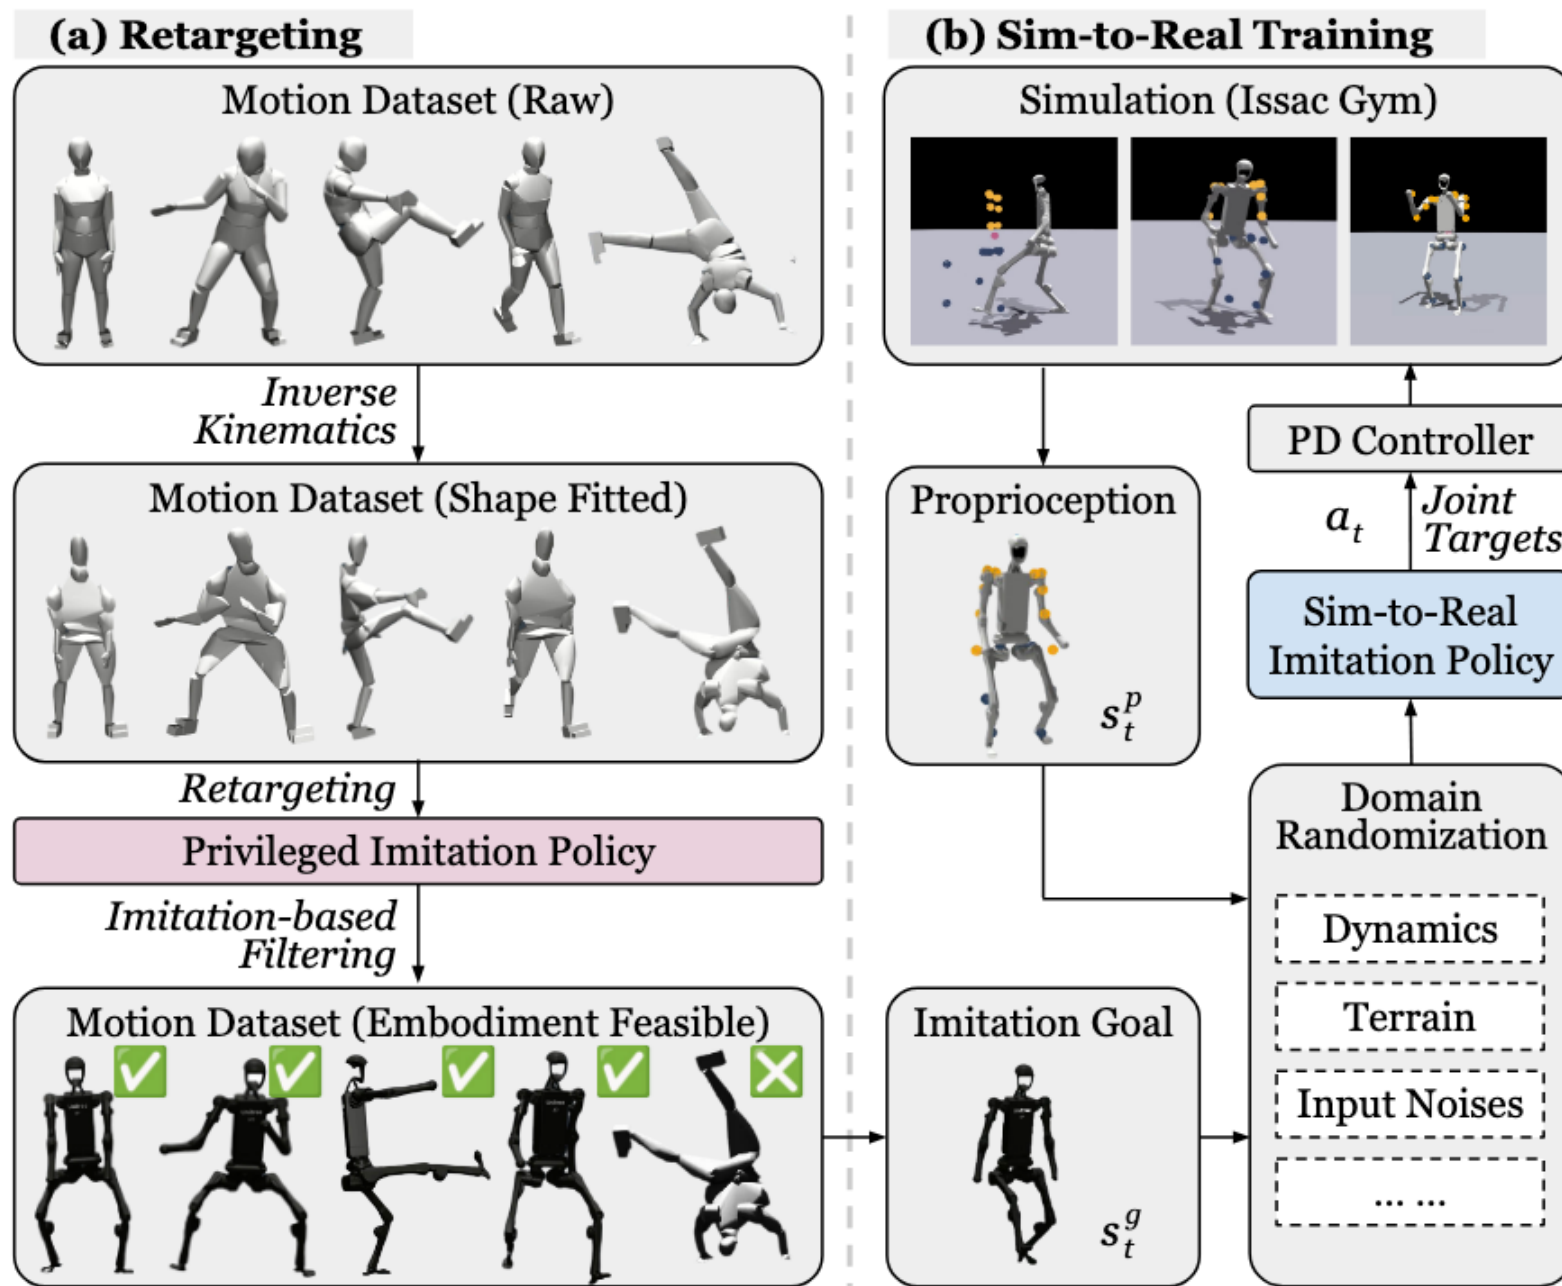 (a) Retargeting
Motion Dataset (Raw)
Inverse
Kinematics
Motion Dataset (Shape Fitted)
Retargeting
Privileged Imitation Policy
Imitation-based
Filtering
Motion Dataset (Embodiment Feasible)
(b) Sim-to-Real Training
Simulation (Issac Gym)
PD Controller
Proprioception
a_t
Joint
Targets
Sim-to-Real
Imitation Policy
s_t^p
Domain
Randomization
Dynamics
Terrain
Input Noises
... ...
Imitation Goal
s_t^g